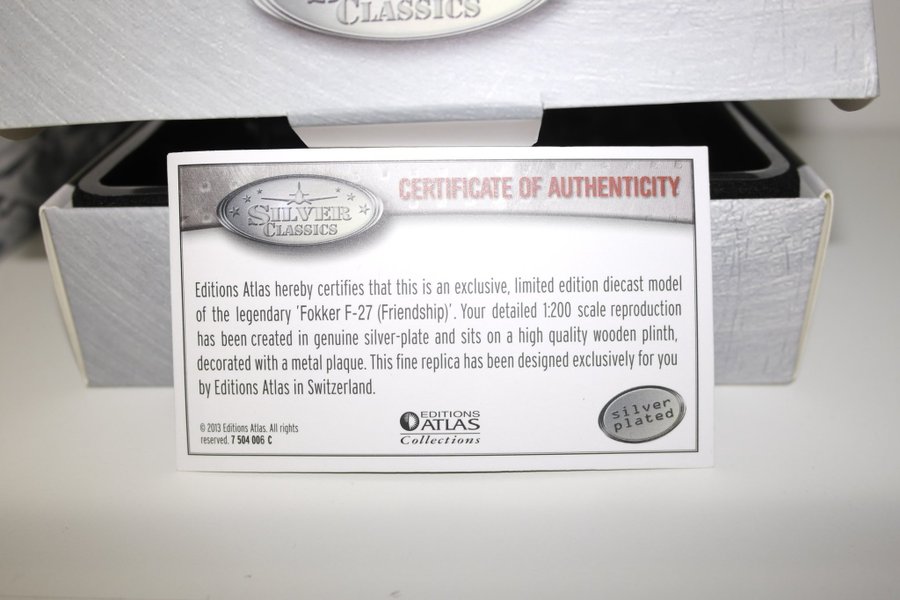 CLASSICS
SILVER
CLASSICS
CERTIFICATE OF AUTHENTICITY
Editions Atlas hereby certifies that this is an exclusive, limited edition diecast model
of the legendary 'Fokker F-27 (Friendship)'. Your detailed 1:200 scale reproduction
has been created in genuine silver-plate and sits on a high quality wooden plinth,
decorated with a metal plaque. This fine replica has been designed exclusively for you
by Editions Atlas in Switzerland.
© 2013 Editions Atlas. All rights
reserved. 7 504 006 C
EDITIONS
ATLAS
Collections
silver
plated